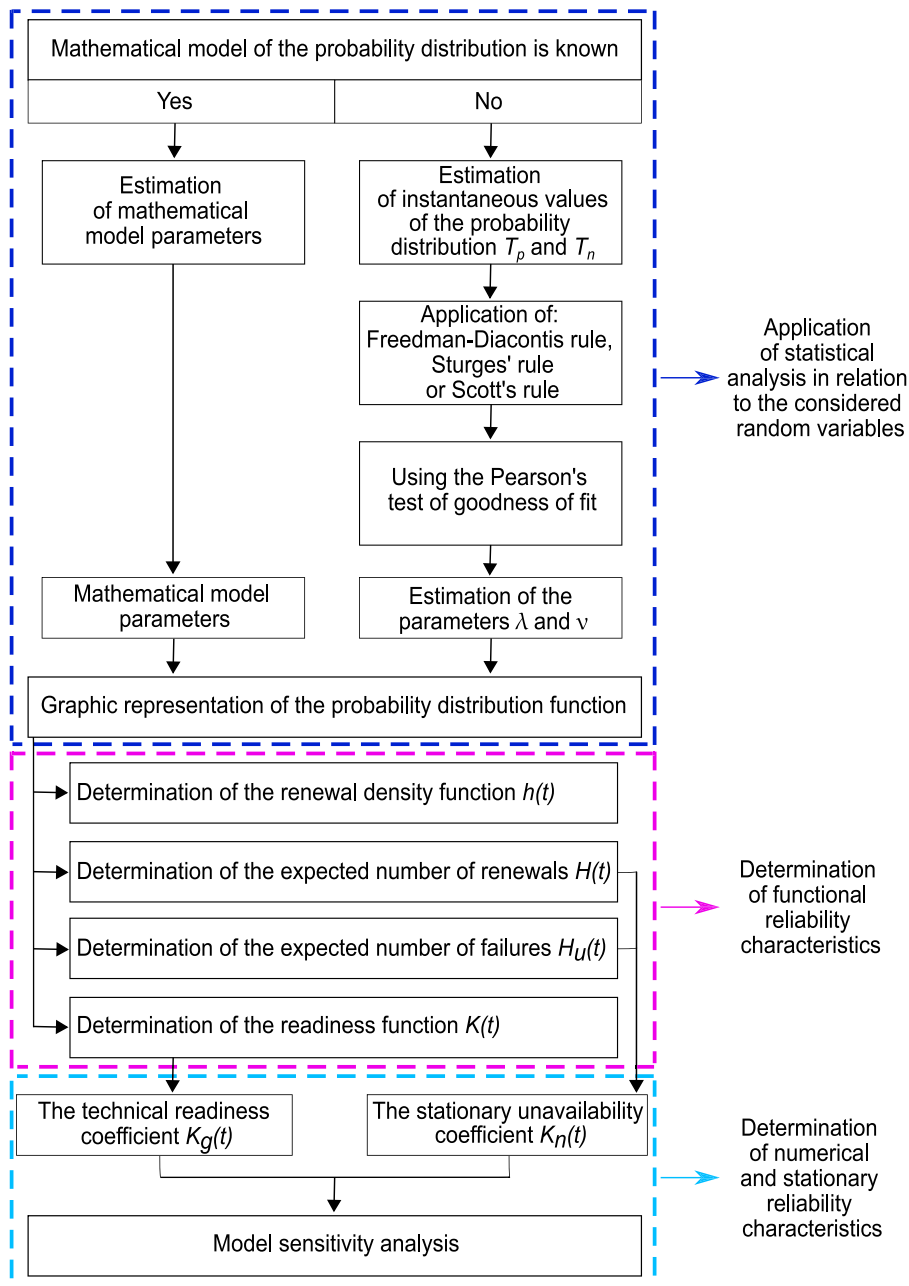 Mathematical model of the probability distribution is known
Yes
No
Estimation
of mathematical
model parameters
Estimation
of instantaneous values
of the probability
distribution Tp and Tn
Application of:
Freedman-Diacontis rule,
Sturges' rule
or Scott's rule
Using the Pearson's
test of goodness of fit
Mathematical model
parameters
Estimation of the
parameters λ and ν
Graphic representation of the probability distribution function
Application
of statistical
analysis in relation
to the considered
random variables
Determination of the renewal density function h(t)
Determination of the expected number of renewals H(t)
Determination of the expected number of failures Hu(t)
Determination of the readiness function K(t)
Determination
of functional
reliability
characteristics
The technical readiness
coefficient Kg(t)
The stationary unavailability
coefficient Kn(t)
Model sensitivity analysis
Determination
of numerical
and stationary
reliability
characteristics